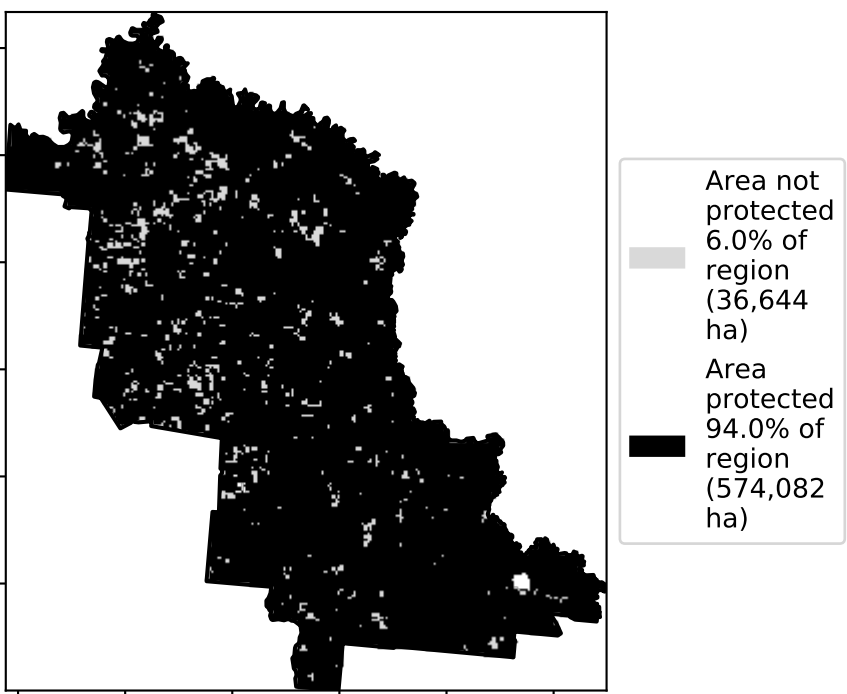 Area not
protected
6.0% of
region
(36,644
ha)
Area
protected
94.0% of
region
(574,082
ha)